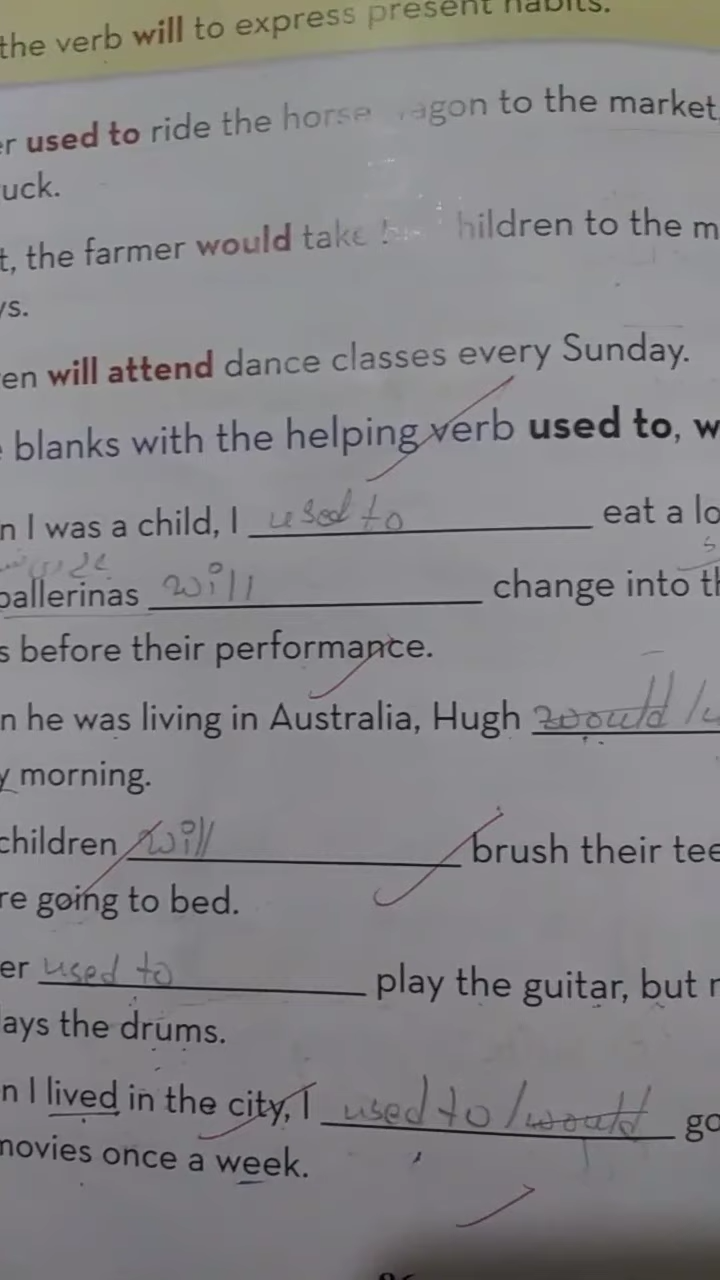 the verb will to express present habits.
er used to ride the horse wagon to the market,
uck.
t, the farmer would take children to the m
ys.
en will attend dance classes every Sunday.
blanks with the helping verb used to, w
n I was a child, I used to eat a lo
ballerinas will change into th
s before their performance.
n he was living in Australia, Hugh would /u
y morning.
children will brush their tee
re going to bed.
er used to play the guitar, but n
lays the drums.
n I lived in the city, I used to / would go
movies once a week.